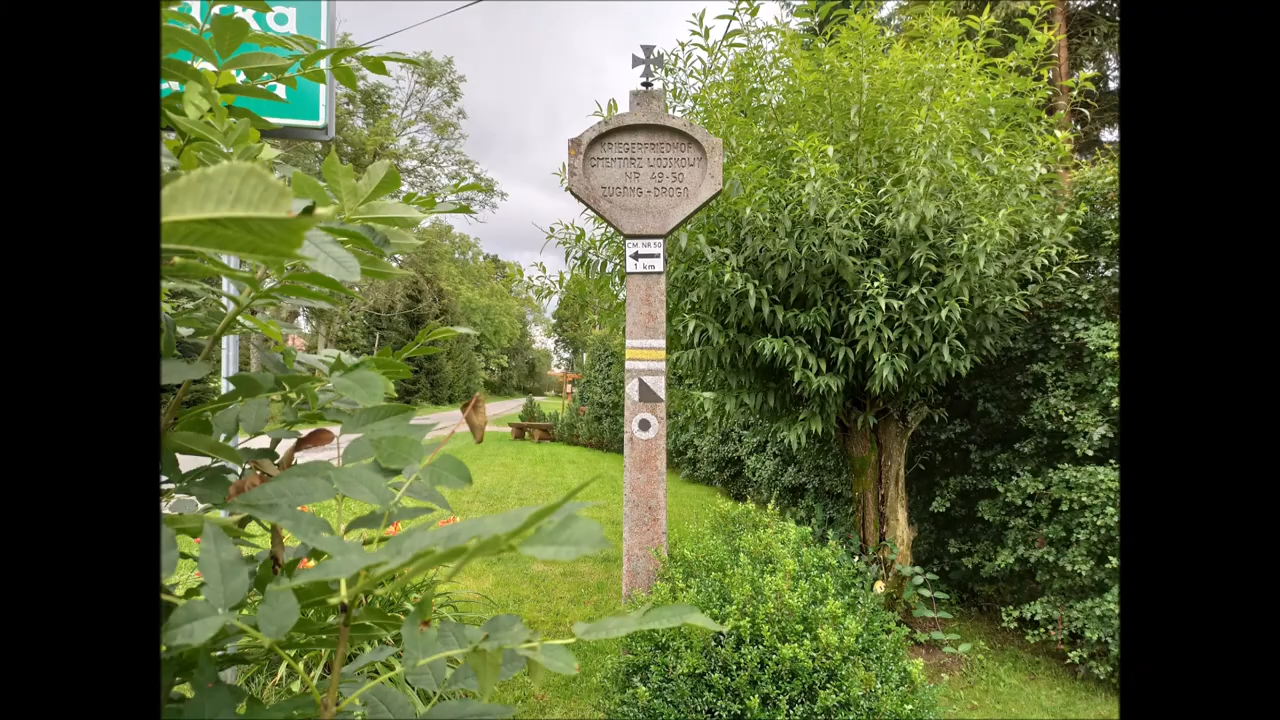 KRIEGERFRIEDHOF
CMENTARZ WOJSKOWY
NR 49-50
ZUGANG-DROGA
CM. NR 50
1 km